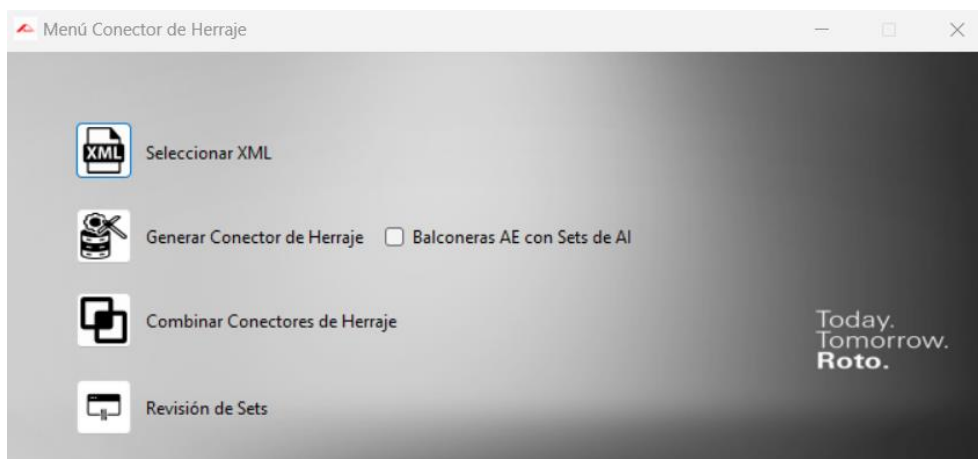 Menú Conector de Herraje
XML
Seleccionar XML
Generar Conector de Herraje
Balconeras AE con Sets de AI
Combinar Conectores de Herraje
Revisión de Sets
Today.
Tomorrow.
Roto.